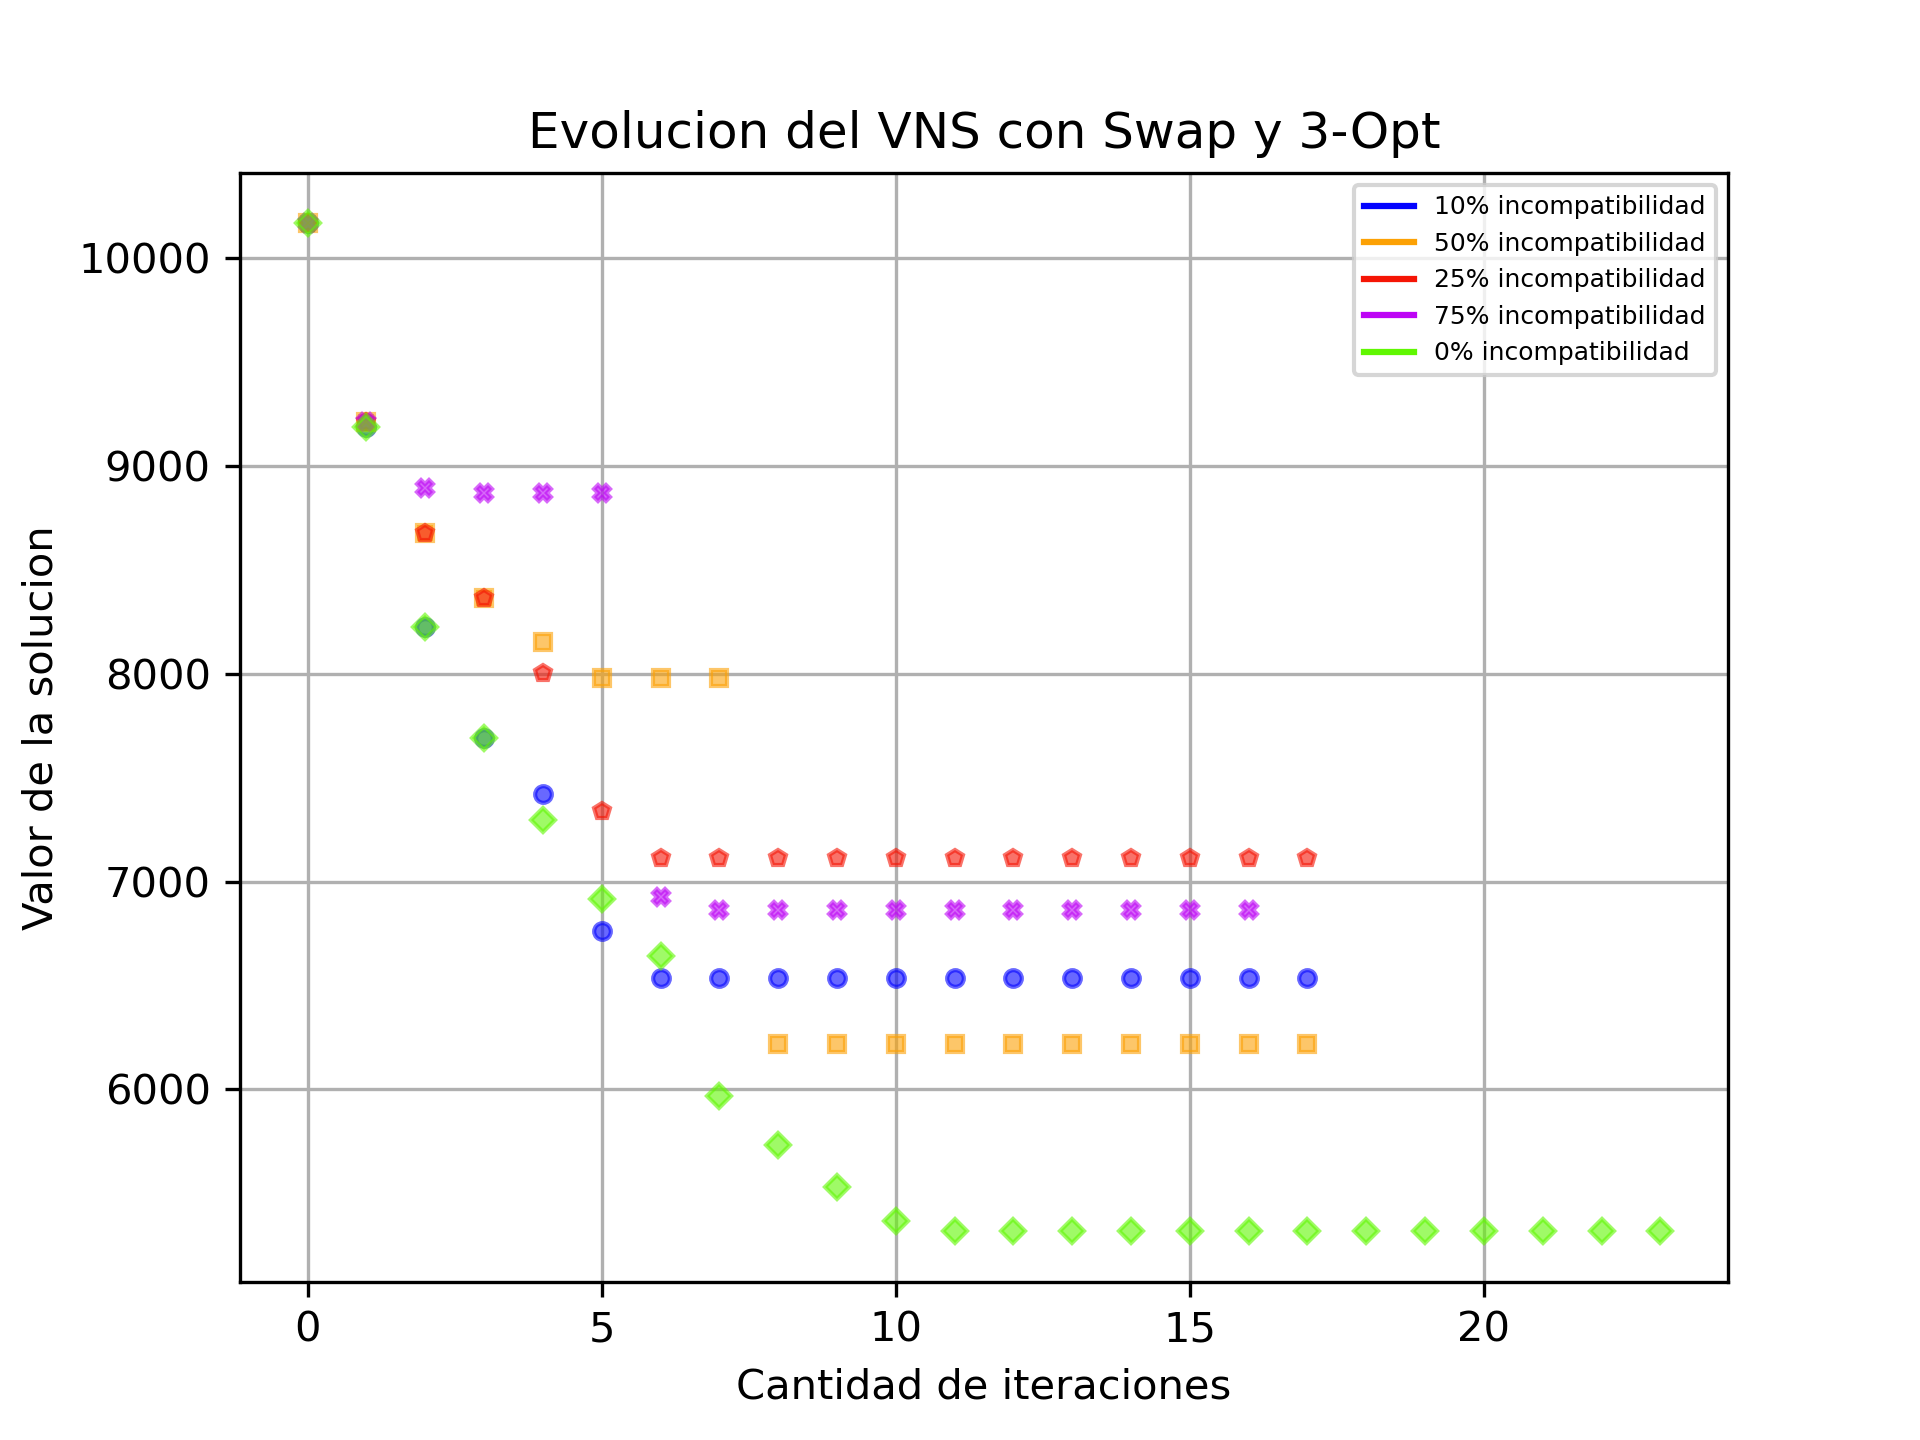 Evolucion del VNS con Swap y 3-Opt
10% incompatibilidad
50% incompatibilidad
25% incompatibilidad
75% incompatibilidad
0% incompatibilidad
Valor de la solucion
10000
9000
8000
7000
6000
0 5 10 15 20
Cantidad de iteraciones